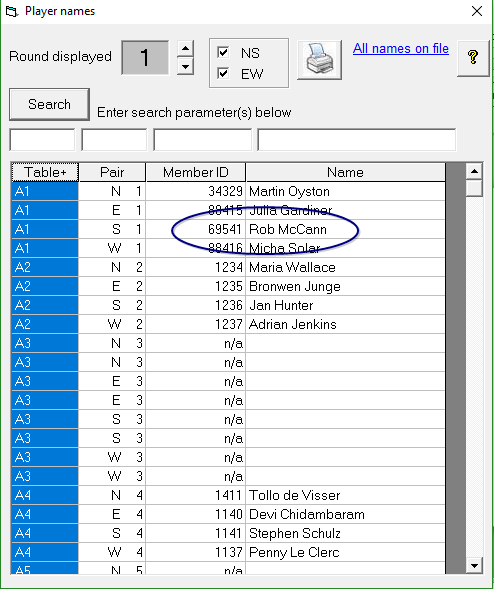 Player names
Round displayed 1 NS All names on file ?
EW
Search Enter search parameter(s) below
Table+ Pair Member ID Name
A1 N 1 34329 Martin Oyston
A1 E 1 88415 Julia Gardiner
A1 S 1 69541 Rob McCann
A1 W 1 88416 Micha Solar
A2 N 2 1234 Maria Wallace
A2 E 2 1235 Bronwen Junge
A2 S 2 1236 Jan Hunter
A2 W 2 1237 Adrian Jenkins
A3 N 3 n/a
A3 N 3 n/a
A3 E 3 n/a
A3 E 3 n/a
A3 S 3 n/a
A3 S 3 n/a
A3 W 3 n/a
A3 W 3 n/a
A4 N 4 1411 Tollo de Visser
A4 E 4 1140 Devi Chidambaram
A4 S 4 1141 Stephen Schulz
A4 W 4 1137 Penny Le Clerc
A5 N 5 n/a